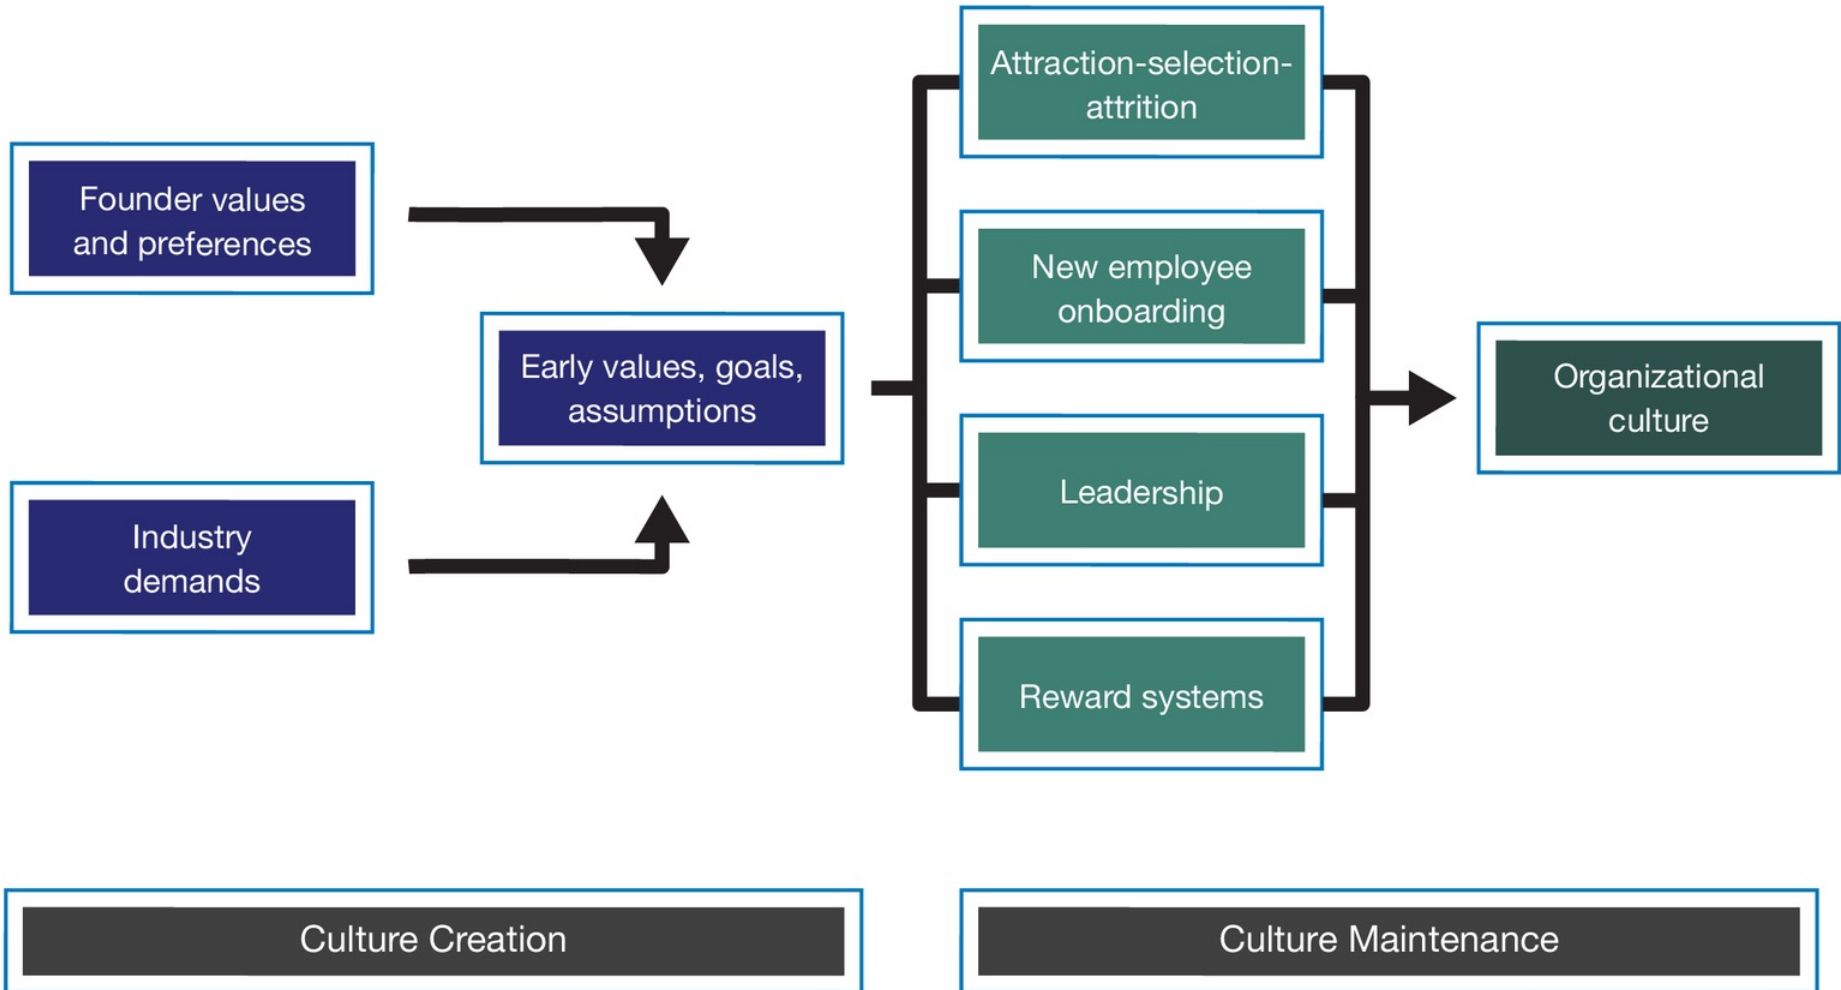 Founder values
and preferences
Industry
demands
Early values, goals,
assumptions
Attraction-selection-
attrition
New employee
onboarding
Leadership
Reward systems
Organizational
culture
Culture Creation
Culture Maintenance